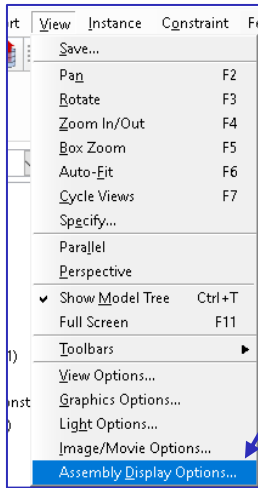 rt View Instance Constraint F
Save...
Pan F2
Rotate F3
Zoom In/Out F4
Box Zoom F5
Auto-Fit F6
Cycle Views F7
Specify...
Parallel
Perspective
Show Model Tree Ctrl+T
Full Screen F11
Toolbars
1)
View Options...
nst Graphics Options...
) Light Options...
Image/Movie Options...
Assembly Display Options...